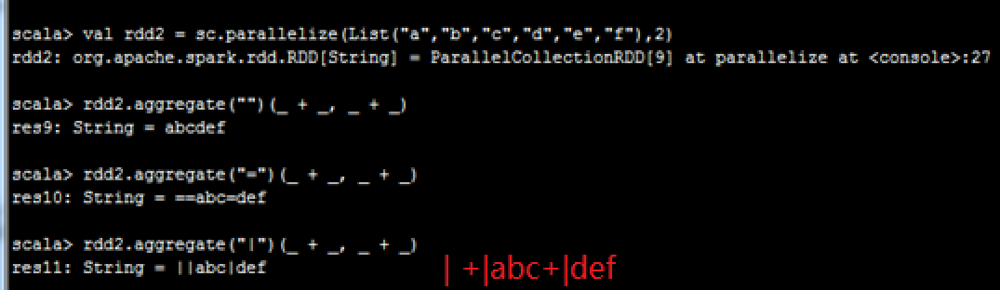 scala> val rdd2 = sc.parallelize(List("a","b","c","d","e","f"),2)
rdd2: org.apache.spark.rdd.RDD[String] = ParallelCollectionRDD[9] at parallelize at <console>:27
scala> rdd2.aggregate("")(_ + _, _ + _)
res9: String = abcdef
scala> rdd2.aggregate("=")(_ + _, _ + _)
res10: String = ==abc=def
scala> rdd2.aggregate("|")(_ + _, _ + _)
res11: String = ||abc|def | +|abc+|def